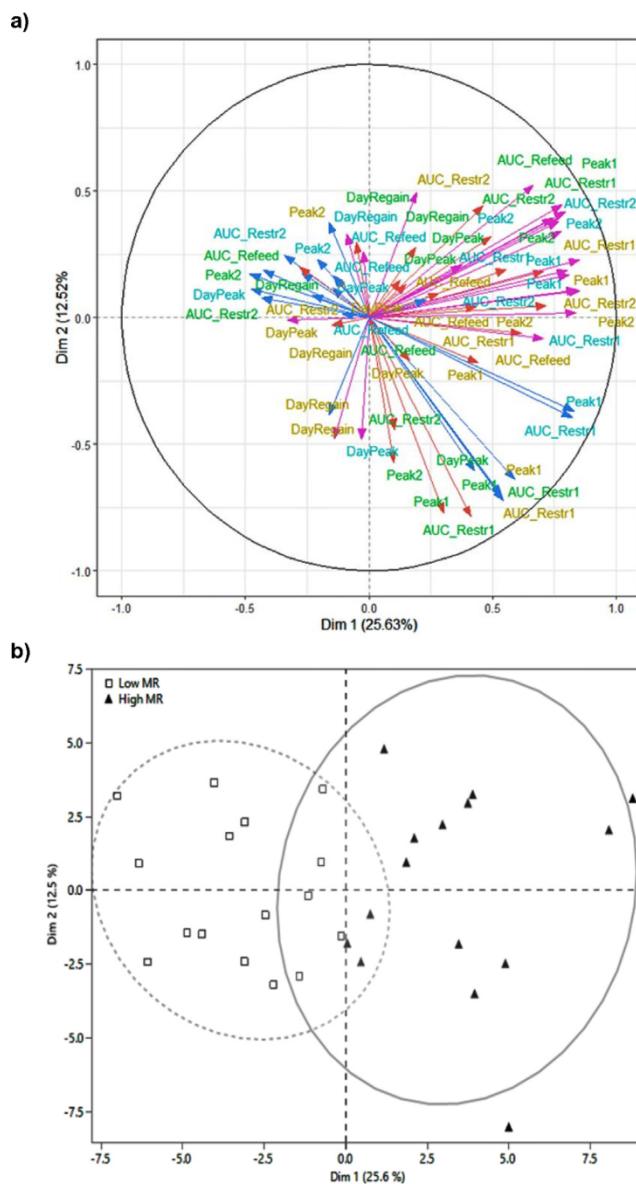 a)
1.0
AUC_Refeed Peak1
AUC_Restr2 AUC_Restr1
0.5
DayRegain AUC_Restr2 AUC_Restr2
Peak2 DayRegain DayRegain Peak2 Peak2
AUC_Restr2 DayPeak Peak2 AUC_Restr1
AUC_Refeed Peak2 AUC_Refeed AUC_Restr1 Peak1
Peak2 DayRegain DayPeak AUC_Refeed Peak1 Peak1
DayPeak AUC_Restr2 AUC_Restr2
AUC_Restr2 AUC_Restr2 AUC_Refeed Peak2 Peak2
0.0
DayPeak AUC_Refeed AUC_Restr1 AUC_Restr1
DayRegain AUC_Refeed AUC_Refeed
DayPeak Peak1
DayRegain Peak1
DayRegain AUC_Restr2 AUC_Restr1
-0.5
DayPeak DayPeak
Peak2 Peak1 Peak1
Peak1 AUC_Restr1
AUC_Restr1 AUC_Restr1
-1.0
-1.0 -0.5 0.0 0.5 1.0
Dim 1 (25.63%)
Dim 2 (12.52%)
b)
7.5
Low MR
High MR
5.0
2.5
0.0
-2.5
-5.0
-7.5
-7.5 -5.0 -2.5 0.0 2.5 5.0 7.5
Dim 1 (25.6 %)
Dim 2 (12.5 %)